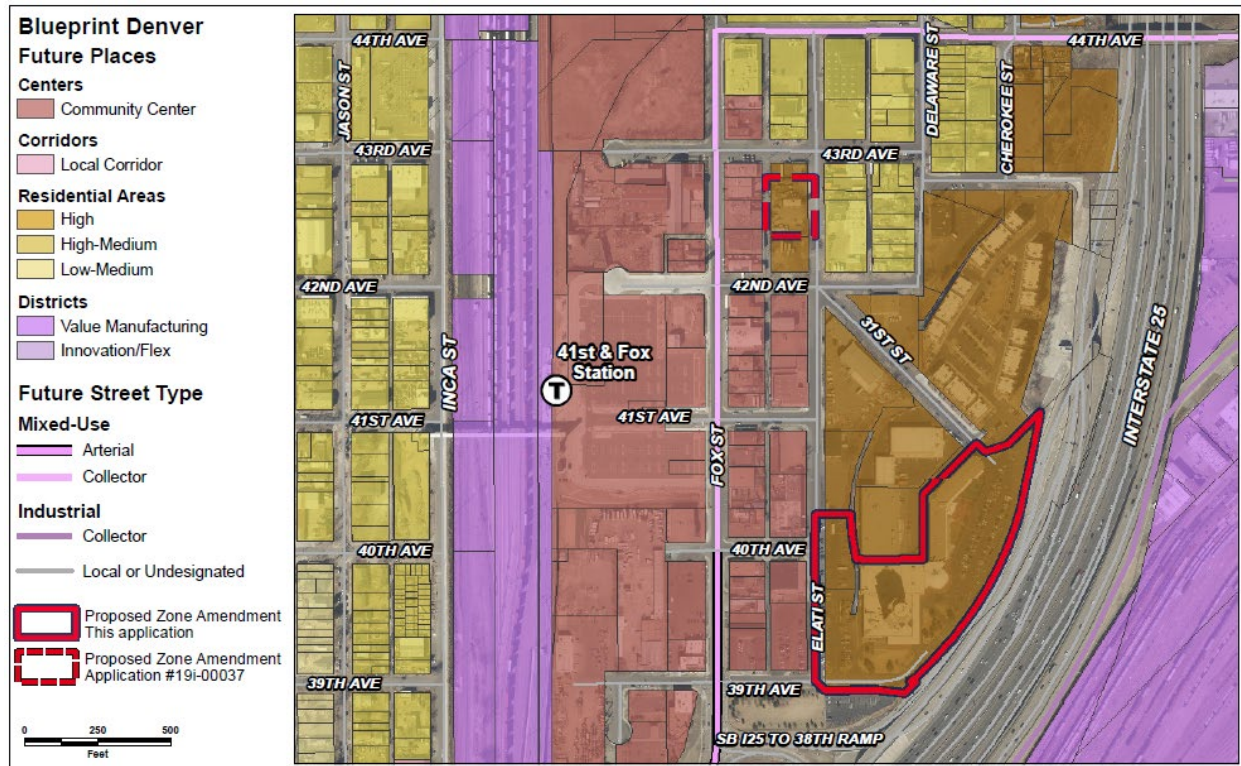 Blueprint Denver
Future Places
Centers
Community Center
Corridors
Local Corridor
Residential Areas
High
High-Medium
Low-Medium
Districts
Value Manufacturing
Innovation/Flex
Future Street Type
Mixed-Use
Arterial
Collector
Industrial
Collector
Local or Undesignated
Proposed Zone Amendment
This application
Proposed Zone Amendment
Application #19i-00037
0 250 500
Feet
44TH AVE
44TH AVE
JASON ST
DELAWARE ST
CHEROKEE ST
43RD AVE
43RD AVE
42ND AVE
42ND AVE
31ST ST
INTERSTATE 25
INCA ST
41st & Fox
Station
T
41ST AVE
41ST AVE
FOX ST
40TH AVE
40TH AVE
ELATI ST
39TH AVE
39TH AVE
SB I25 TO 38TH RAMP